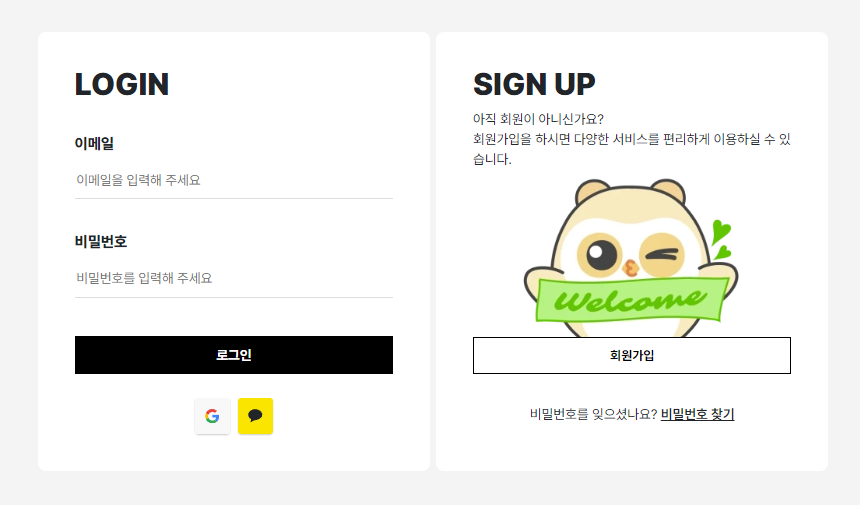 LOGIN
이메일
이메일을 입력해 주세요
비밀번호
비밀번호를 입력해 주세요
로그인
SIGN UP
아직 회원이 아니신가요?
회원가입을 하시면 다양한 서비스를 편리하게 이용하실 수 있
습니다.
Welcome
회원가입
비밀번호를 잊으셨나요? 비밀번호 찾기